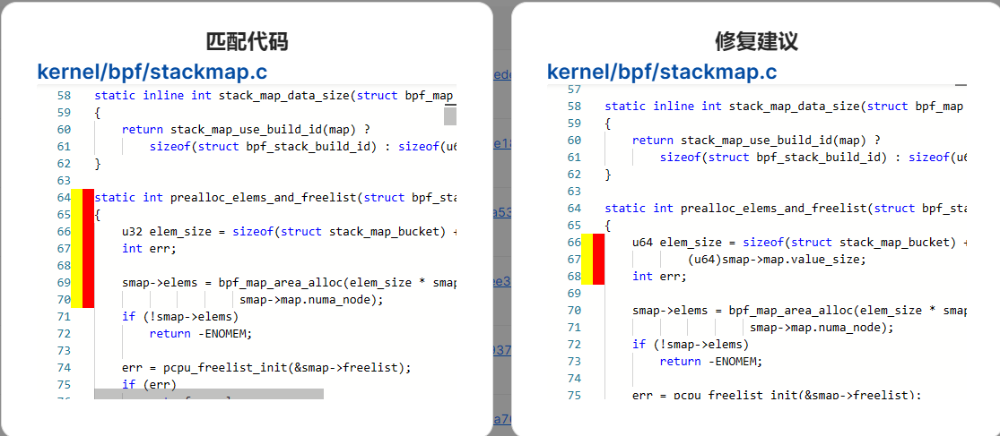 匹配代码
kernel/bpf/stackmap.c
58 static inline int stack_map_data_size(struct bpf_map
59 {
60 return stack_map_use_build_id(map) ?
61 sizeof(struct bpf_stack_build_id) : sizeof(u6
62 }
63
64 static int prealloc_elems_and_freelist(struct bpf_sta
65 {
66 u32 elem_size = sizeof(struct stack_map_bucket) +
67 int err;
68
69 smap->elems = bpf_map_area_alloc(elem_size * smap
70 smap->map.numa_node);
71 if (!smap->elems)
72 return -ENOMEM;
73
74 err = pcpu_freelist_init(&smap->freelist);
75 if (err)
修复建议
kernel/bpf/stackmap.c
57
58 static inline int stack_map_data_size(struct bpf_map
59 {
60 return stack_map_use_build_id(map) ?
61 sizeof(struct bpf_stack_build_id) : sizeof(u6
62 }
63
64 static int prealloc_elems_and_freelist(struct bpf_sta
65 {
66 u64 elem_size = sizeof(struct stack_map_bucket) +
67 (u64)smap->map.value_size;
68 int err;
69
70 smap->elems = bpf_map_area_alloc(elem_size * smap
71 smap->map.numa_node);
72 if (!smap->elems)
73 return -ENOMEM;
74
75 err = pcpu_freelist_init(&smap->freelist);